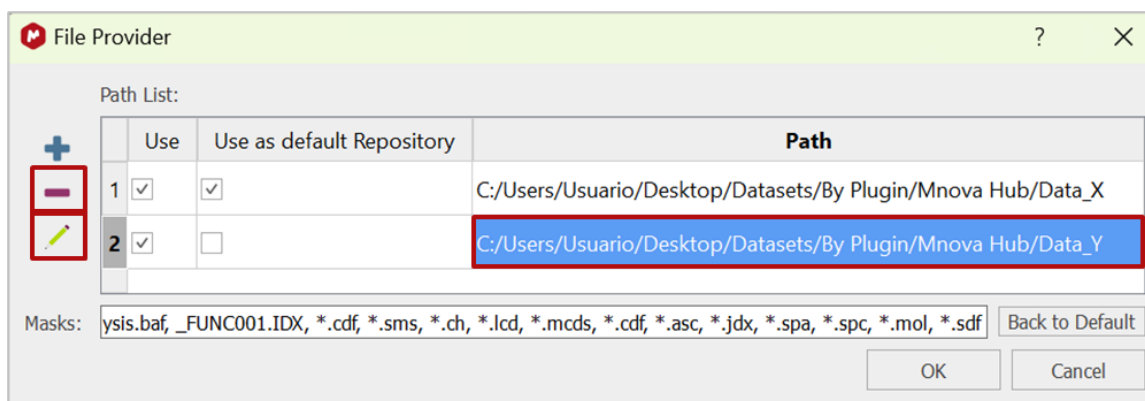 File Provider
?
Path List:
Use Use as default Repository Path
1 C:/Users/Usuario/Desktop/Datasets/By Plugin/Mnova Hub/Data_X
2 C:/Users/Usuario/Desktop/Datasets/By Plugin/Mnova Hub/Data_Y
Masks: ysis.baf, _FUNC001.IDX, *.cdf, *.sms, *.ch, *.lcd, *.mcds, *.cdf, *.asc, *.jdx, *.spa, *.spc, *.mol, *.sdf Back to Default
OK Cancel